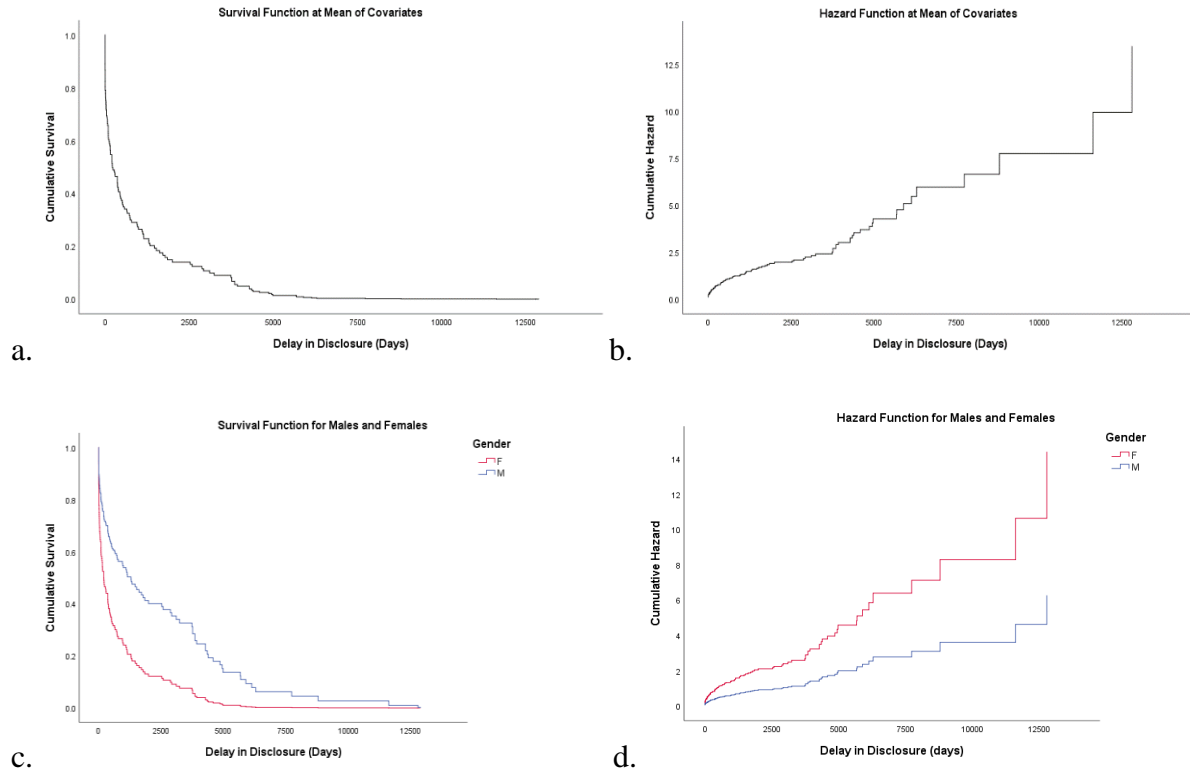 Survival Function at Mean of Covariates
Cumulative Survival
1.0
0.8
0.6
0.4
0.2
0.0
0 2500 5000 7500 10000 12500
Delay in Disclosure (Days)
a.
Hazard Function at Mean of Covariates
Cumulative Hazard
12.5
10.0
7.5
5.0
2.5
0.0
0 2500 5000 7500 10000 12500
Delay in Disclosure (Days)
b.
Survival Function for Males and Females
Gender
F
M
Cumulative Survival
1.0
0.8
0.6
0.4
0.2
0.0
0 2500 5000 7500 10000 12500
Delay in Disclosure (Days)
c.
Hazard Function for Males and Females
Gender
F
M
Cumulative Hazard
14
12
10
8
6
4
2
0
0 2500 5000 7500 10000 12500
Delay in Disclosure (days)
d.